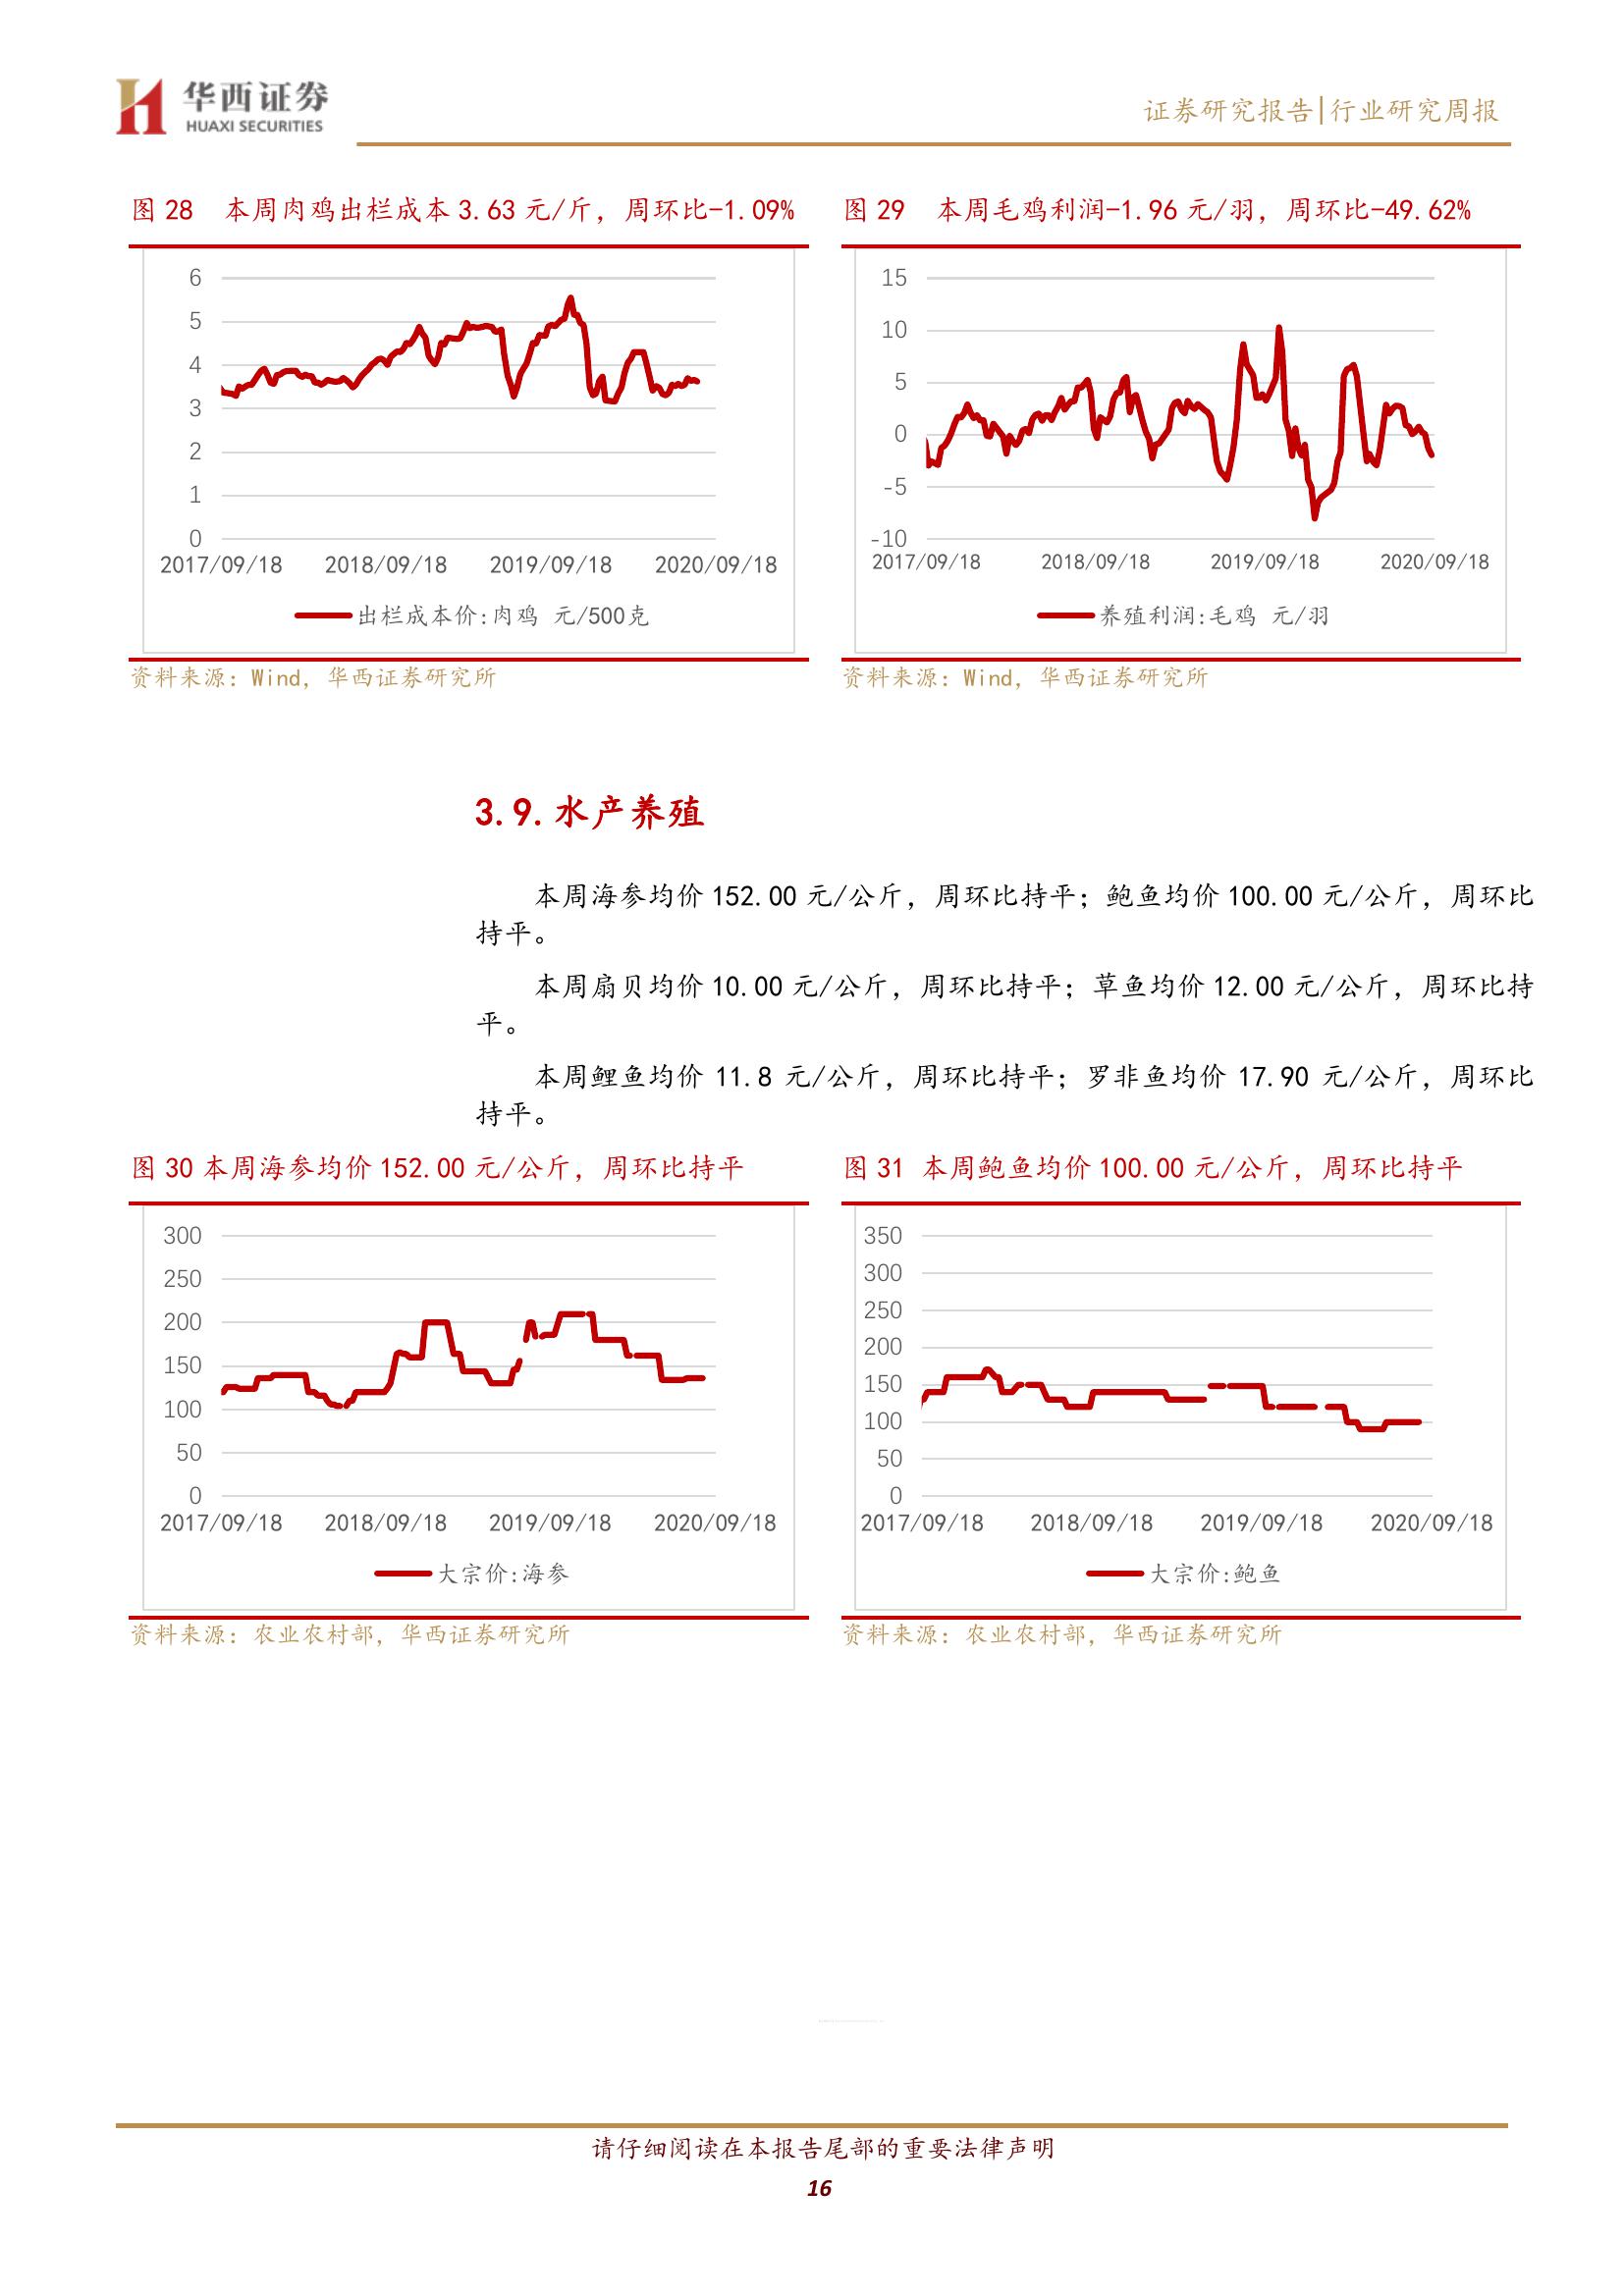 华西证券
HUAXI SECURITIES
证券研究报告|行业研究周报
图 28 本周肉鸡出栏成本 3.63 元/斤，周环比-1.09%
6
5
4
3
2
1
0
2017/09/18 2018/09/18 2019/09/18 2020/09/18
出栏成本价:肉鸡 元/500克
资料来源：Wind，华西证券研究所
图 29 本周毛鸡利润-1.96 元/羽，周环比-49.62%
15
10
5
0
-5
-10
2017/09/18 2018/09/18 2019/09/18 2020/09/18
养殖利润:毛鸡 元/羽
资料来源：Wind，华西证券研究所
3.9.水产养殖
本周海参均价 152.00 元/公斤，周环比持平；鲍鱼均价 100.00 元/公斤，周环比
持平。
本周扇贝均价 10.00 元/公斤，周环比持平；草鱼均价 12.00 元/公斤，周环比持
平。
本周鲤鱼均价 11.8 元/公斤，周环比持平；罗非鱼均价 17.90 元/公斤，周环比
持平。
图 30 本周海参均价 152.00 元/公斤，周环比持平
300
250
200
150
100
50
0
2017/09/18 2018/09/18 2019/09/18 2020/09/18
大宗价:海参
资料来源：农业农村部，华西证券研究所
图 31 本周鲍鱼均价 100.00 元/公斤，周环比持平
350
300
250
200
150
100
50
0
2017/09/18 2018/09/18 2019/09/18 2020/09/18
大宗价:鲍鱼
资料来源：农业农村部，华西证券研究所
请仔细阅读在本报告尾部的重要法律声明
16